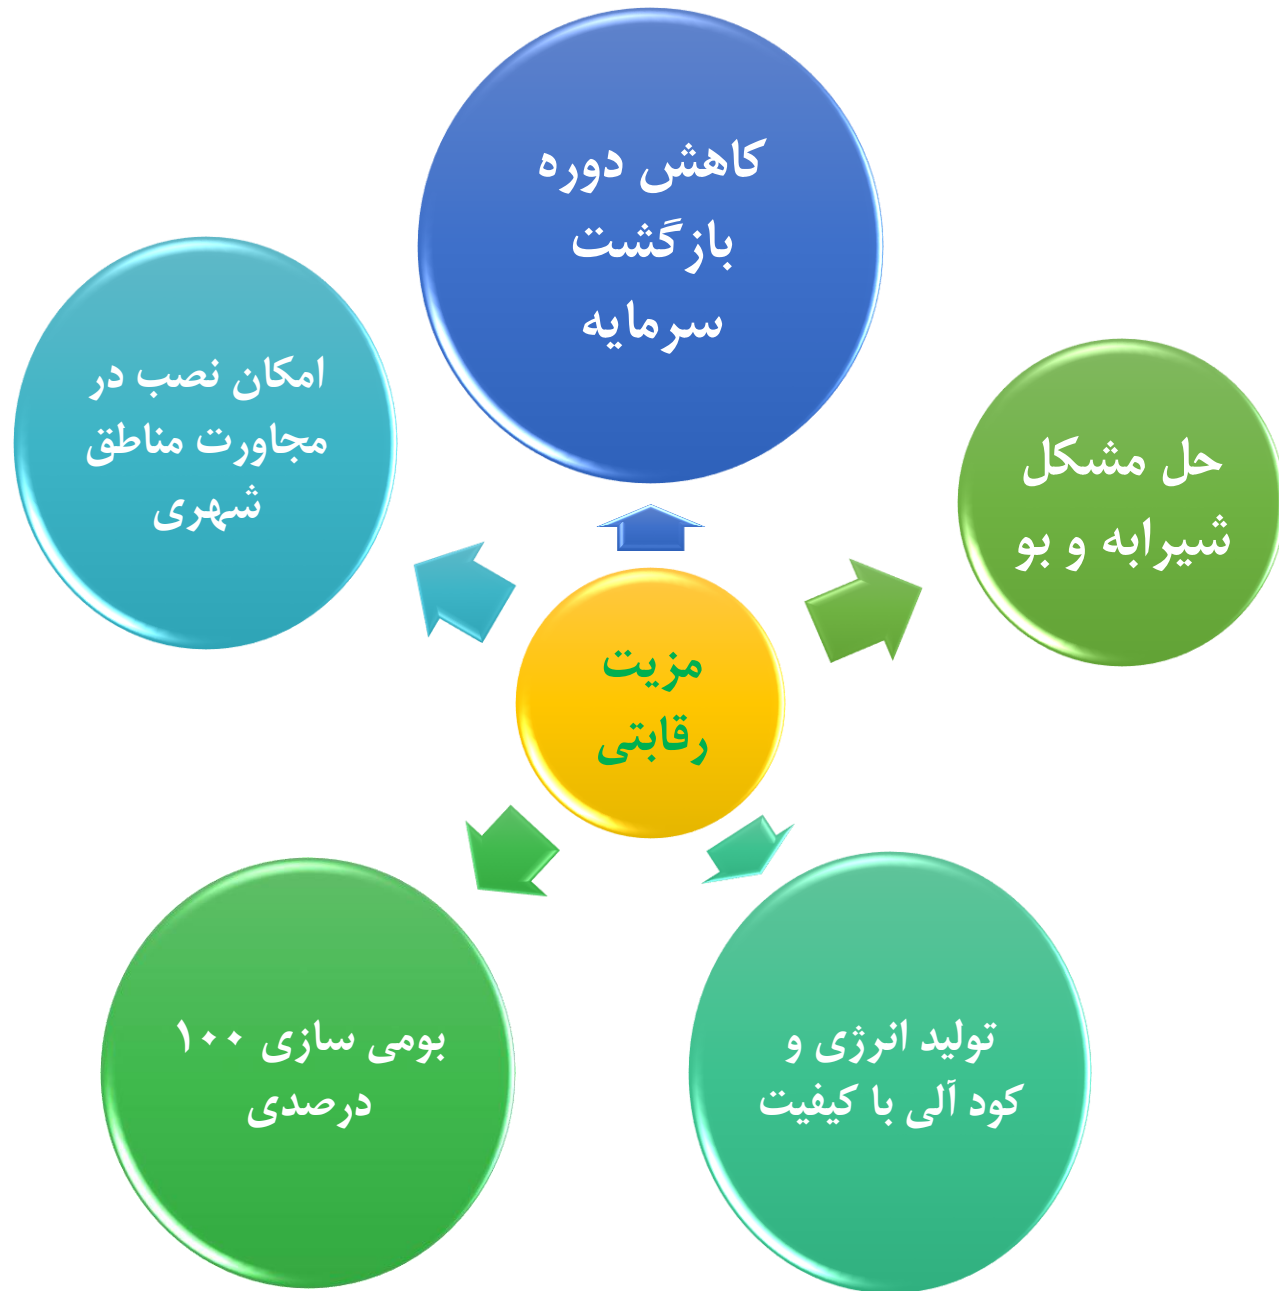 کاهش دوره
بازگشت
سرمایه
امکان نصب در
مجاورت مناطق
شهری
حل مشکل
شیرابه و بو
مزیت
رقابتی
بومی سازی ۱۰۰
درصدی
تولید انرژی و
کود آلی با کیفیت